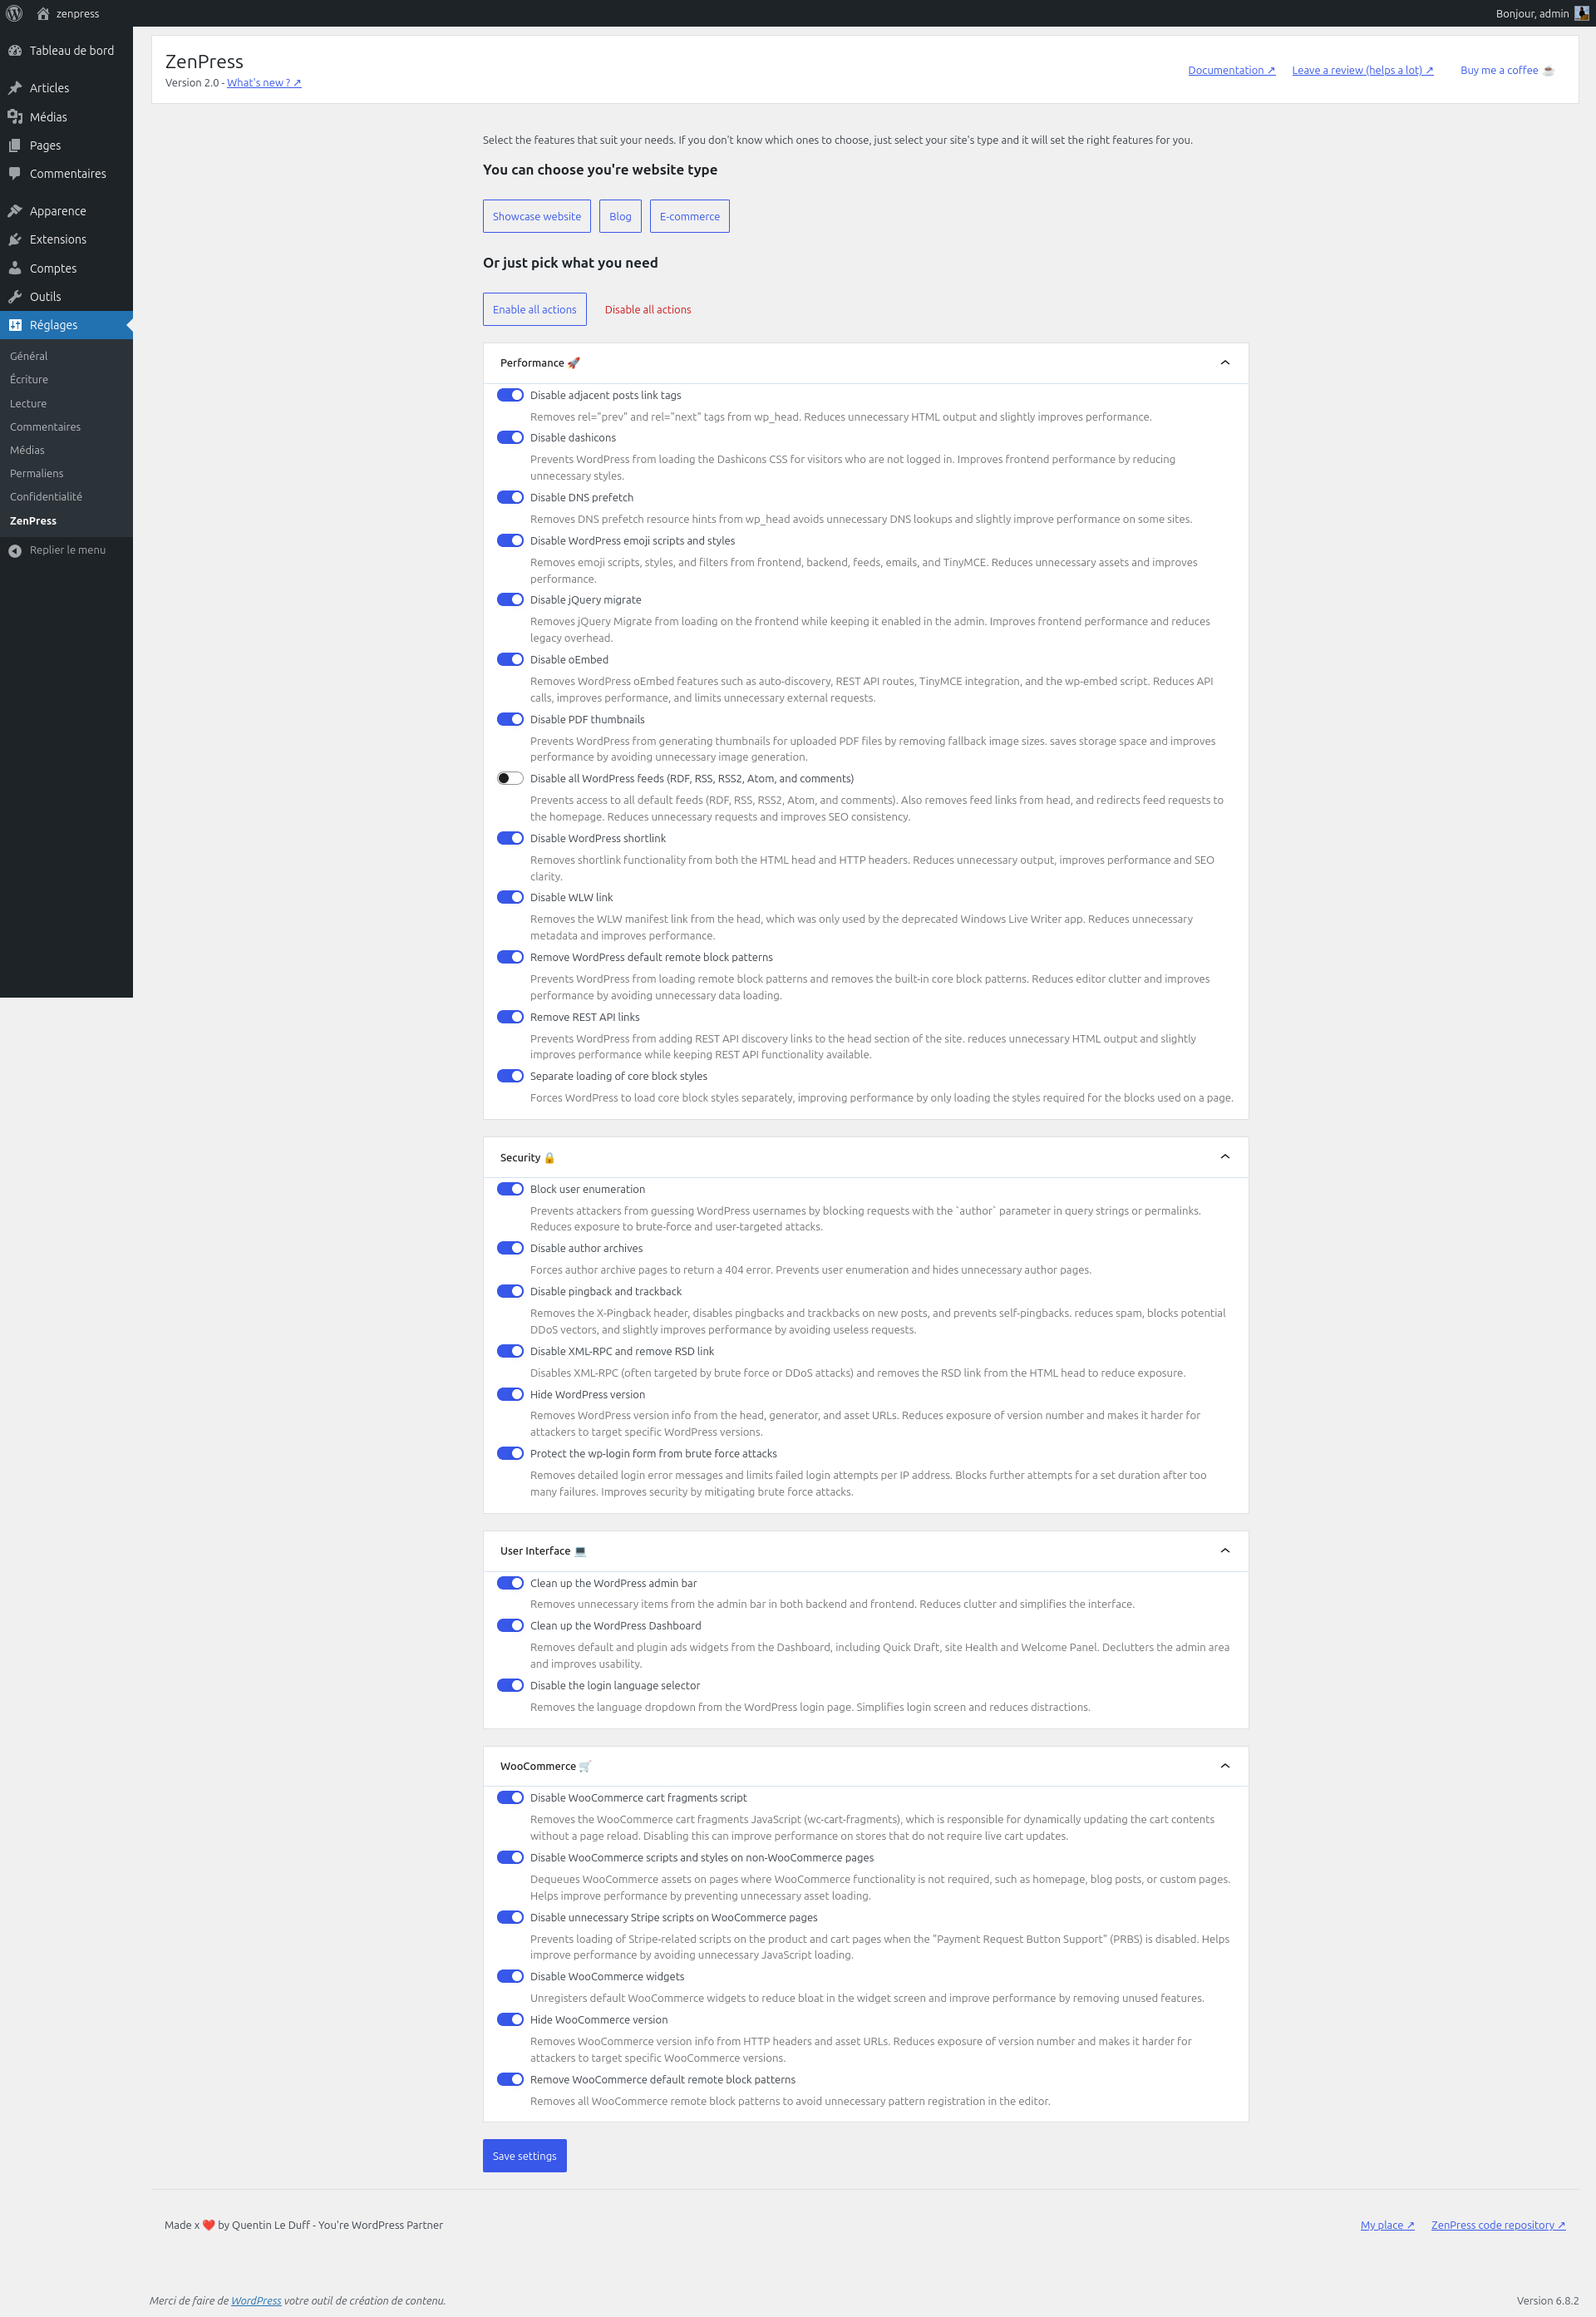 zenpress
Bonjour, admin
Tableau de bord
Articles
Médias
Pages
Commentaires
Apparence
Extensions
Comptes
Outils
Réglages
Général
Écriture
Lecture
Commentaires
Médias
Permaliens
Confidentialité
ZenPress
Replier le menu
ZenPress
Version 2.0 - What's new ? ↗
Documentation ↗
Leave a review (helps a lot) ↗
Buy me a coffee ☕
Select the features that suit your needs. If you don't know which ones to choose, just select your site's type and it will set the right features for you.
You can choose you're website type
Showcase website
Blog
E-commerce
Or just pick what you need
Enable all actions
Disable all actions
Performance 🚀
Disable adjacent posts link tags
Removes rel="prev" and rel="next" tags from wp_head. Reduces unnecessary HTML output and slightly improves performance.
Disable dashicons
Prevents WordPress from loading the Dashicons CSS for visitors who are not logged in. Improves frontend performance by reducing
unnecessary styles.
Disable DNS prefetch
Removes DNS prefetch resource hints from wp_head avoids unnecessary DNS lookups and slightly improve performance on some sites.
Disable WordPress emoji scripts and styles
Removes emoji scripts, styles, and filters from frontend, backend, feeds, emails, and TinyMCE. Reduces unnecessary assets and improves
performance.
Disable jQuery migrate
Removes jQuery Migrate from loading on the frontend while keeping it enabled in the admin. Improves frontend performance and reduces
legacy overhead.
Disable oEmbed
Removes WordPress oEmbed features such as auto-discovery, REST API routes, TinyMCE integration, and the wp-embed script. Reduces API
calls, improves performance, and limits unnecessary external requests.
Disable PDF thumbnails
Prevents WordPress from generating thumbnails for uploaded PDF files by removing fallback image sizes. saves storage space and improves
performance by avoiding unnecessary image generation.
Disable all WordPress feeds (RDF, RSS, RSS2, Atom, and comments)
Prevents access to all default feeds (RDF, RSS, RSS2, Atom, and comments). Also removes feed links from head, and redirects feed requests to
the homepage. Reduces unnecessary requests and improves SEO consistency.
Disable WordPress shortlink
Removes shortlink functionality from both the HTML head and HTTP headers. Reduces unnecessary output, improves performance and SEO
clarity.
Disable WLW link
Removes the WLW manifest link from the head, which was only used by the deprecated Windows Live Writer app. Reduces unnecessary
metadata and improves performance.
Remove WordPress default remote block patterns
Prevents WordPress from loading remote block patterns and removes the built-in core block patterns. Reduces editor clutter and improves
performance by avoiding unnecessary data loading.
Remove REST API links
Prevents WordPress from adding REST API discovery links to the head section of the site. reduces unnecessary HTML output and slightly
improves performance while keeping REST API functionality available.
Separate loading of core block styles
Forces WordPress to load core block styles separately, improving performance by only loading the styles required for the blocks used on a page.
Security 🔒
Block user enumeration
Prevents attackers from guessing WordPress usernames by blocking requests with the `author` parameter in query strings or permalinks.
Reduces exposure to brute-force and user-targeted attacks.
Disable author archives
Forces author archive pages to return a 404 error. Prevents user enumeration and hides unnecessary author pages.
Disable pingback and trackback
Removes the X-Pingback header, disables pingbacks and trackbacks on new posts, and prevents self-pingbacks. reduces spam, blocks potential
DDoS vectors, and slightly improves performance by avoiding useless requests.
Disable XML-RPC and remove RSD link
Disables XML-RPC (often targeted by brute force or DDoS attacks) and removes the RSD link from the HTML head to reduce exposure.
Hide WordPress version
Removes WordPress version info from the head, generator, and asset URLs. Reduces exposure of version number and makes it harder for
attackers to target specific WordPress versions.
Protect the wp-login form from brute force attacks
Removes detailed login error messages and limits failed login attempts per IP address. Blocks further attempts for a set duration after too
many failures. Improves security by mitigating brute force attacks.
User Interface 💻
Clean up the WordPress admin bar
Removes unnecessary items from the admin bar in both backend and frontend. Reduces clutter and simplifies the interface.
Clean up the WordPress Dashboard
Removes default and plugin ads widgets from the Dashboard, including Quick Draft, site Health and Welcome Panel. Declutters the admin area
and improves usability.
Disable the login language selector
Removes the language dropdown from the WordPress login page. Simplifies login screen and reduces distractions.
WooCommerce 🛒
Disable WooCommerce cart fragments script
Removes the WooCommerce cart fragments JavaScript (wc-cart-fragments), which is responsible for dynamically updating the cart contents
without a page reload. Disabling this can improve performance on stores that do not require live cart updates.
Disable WooCommerce scripts and styles on non-WooCommerce pages
Dequeues WooCommerce assets on pages where WooCommerce functionality is not required, such as homepage, blog posts, or custom pages.
Helps improve performance by preventing unnecessary asset loading.
Disable unnecessary Stripe scripts on WooCommerce pages
Prevents loading of Stripe-related scripts on the product and cart pages when the "Payment Request Button Support" (PRBS) is disabled. Helps
improve performance by avoiding unnecessary JavaScript loading.
Disable WooCommerce widgets
Unregisters default WooCommerce widgets to reduce bloat in the widget screen and improve performance by removing unused features.
Hide WooCommerce version
Removes WooCommerce version info from HTTP headers and asset URLs. Reduces exposure of version number and makes it harder for
attackers to target specific WooCommerce versions.
Remove WooCommerce default remote block patterns
Removes all WooCommerce remote block patterns to avoid unnecessary pattern registration in the editor.
Save settings
Made x ❤️ by Quentin Le Duff - You're WordPress Partner
My place ↗
ZenPress code repository ↗
Merci de faire de WordPress votre outil de création de contenu.
Version 6.8.2